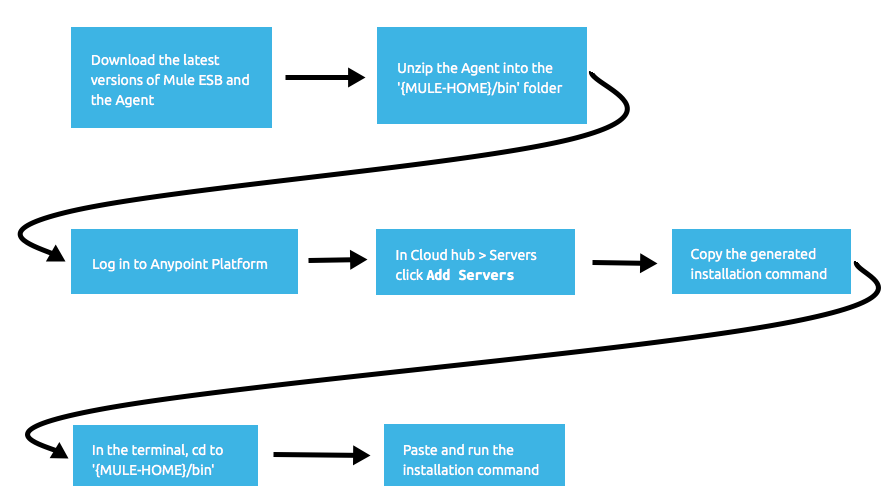 Download the latest
versions of Mule ESB and
the Agent
Unzip the Agent into the
'{MULE-HOME}/bin' folder
Log in to Anypoint Platform
In Cloud hub > Servers
click Add Servers
Copy the generated
installation command
In the terminal, cd to
'{MULE-HOME}/bin'
Paste and run the
installation command